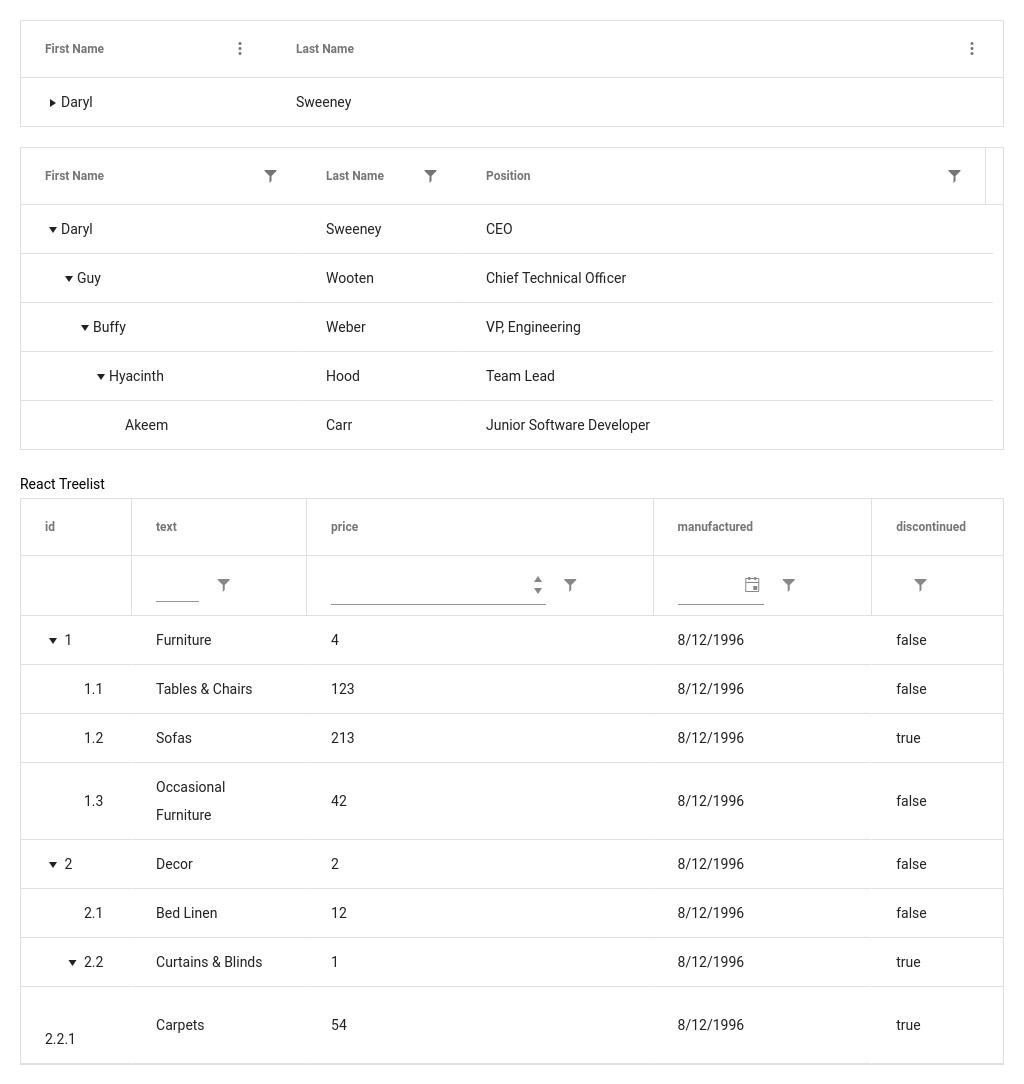 First Name Last Name
Daryl Sweeney
First Name Last Name Position
Daryl Sweeney CEO
Guy Wooten Chief Technical Officer
Buffy Weber VP, Engineering
Hyacinth Hood Team Lead
Akeem Carr Junior Software Developer
React Treelist
id text price manufactured discontinued
1 Furniture 4 8/12/1996 false
1.1 Tables & Chairs 123 8/12/1996 false
1.2 Sofas 213 8/12/1996 true
1.3 Occasional Furniture 42 8/12/1996 false
2 Decor 2 8/12/1996 false
2.1 Bed Linen 12 8/12/1996 false
2.2 Curtains & Blinds 1 8/12/1996 true
2.2.1 Carpets 54 8/12/1996 true